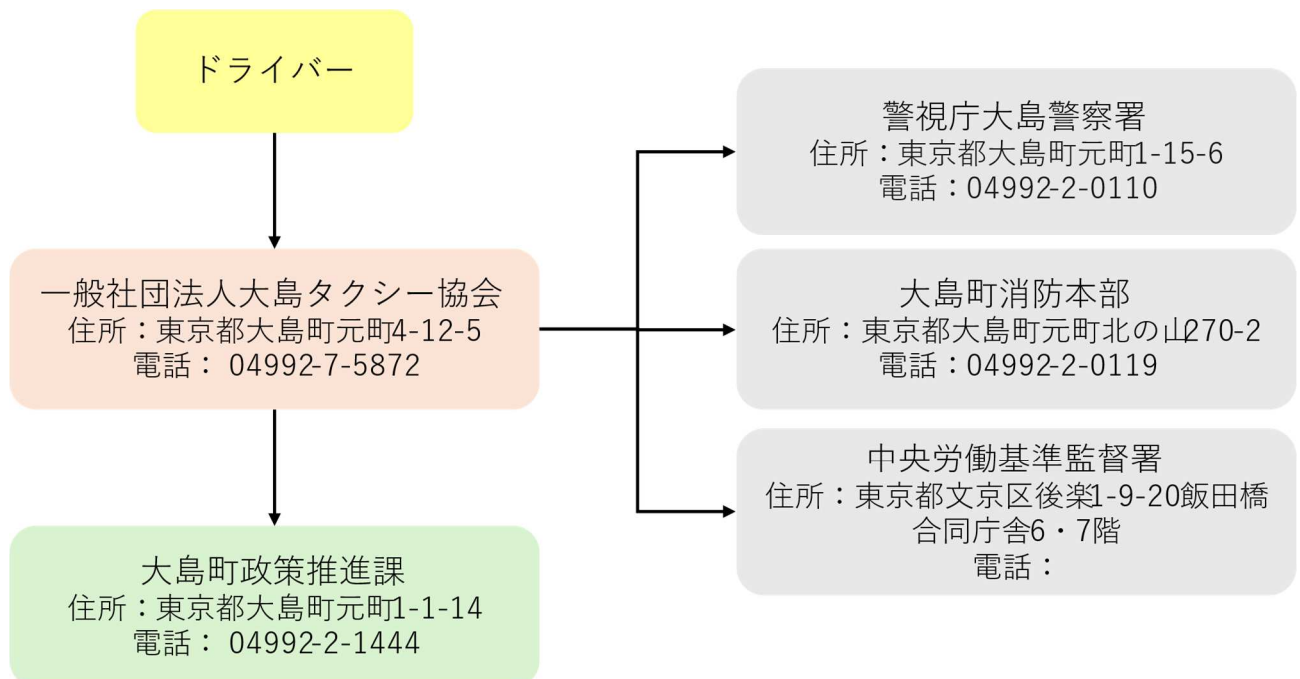 ドライバー
一般社団法人大島タクシー協会
住所：東京都大島町元町4-12-5
電話： 04992-7-5872
大島町政策推進課
住所：東京都大島町元町1-1-14
電話： 04992-2-1444
警視庁大島警察署
住所：東京都大島町元町1-15-6
電話：04992-2-0110
大島町消防本部
住所：東京都大島町元町北の山270-2
電話：04992-2-0119
中央労働基準監督署
住所：東京都文京区後楽1-9-20飯田橋
合同庁舎6・7階
電話：